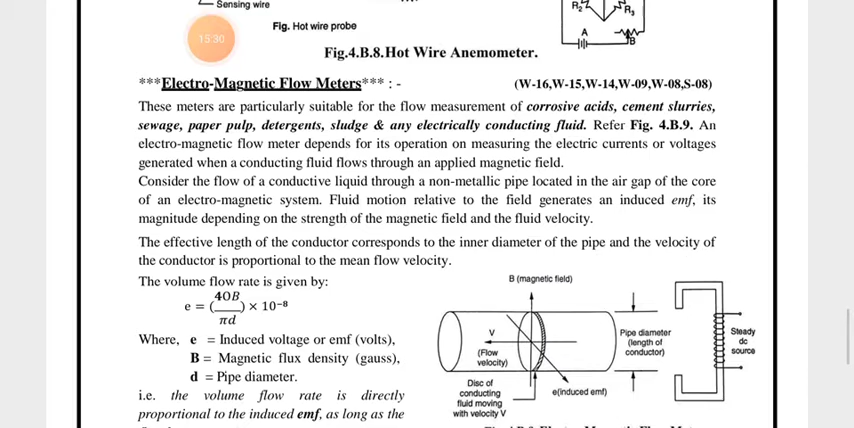 Sensing wire
R2
R3
A
B
Fig. Hot wire probe
15:30
Fig.4.B.8.Hot Wire Anemometer.
***Electro-Magnetic Flow Meters*** : - (W-16,W-15,W-14,W-09,W-08,S-08)
These meters are particularly suitable for the flow measurement of corrosive acids, cement slurries,
sewage, paper pulp, detergents, sludge & any electrically conducting fluid. Refer Fig. 4.B.9. An
electro-magnetic flow meter depends for its operation on measuring the electric currents or voltages
generated when a conducting fluid flows through an applied magnetic field.
Consider the flow of a conductive liquid through a non-metallic pipe located in the air gap of the core
of an electro-magnetic system. Fluid motion relative to the field generates an induced emf, its
magnitude depending on the strength of the magnetic field and the fluid velocity.
The effective length of the conductor corresponds to the inner diameter of the pipe and the velocity of
the conductor is proportional to the mean flow velocity.
The volume flow rate is given by:
e = (4QB/πd) × 10⁻⁸
Where, e = Induced voltage or emf (volts),
B = Magnetic flux density (gauss),
d = Pipe diameter.
i.e. the volume flow rate is directly
proportional to the induced emf, as long as the
B (magnetic field)
V
(Flow
velocity)
Pipe diameter
(length of
conductor)
Steady
dc
source
Disc of
conducting
fluid moving
with velocity V
e(induced emf)